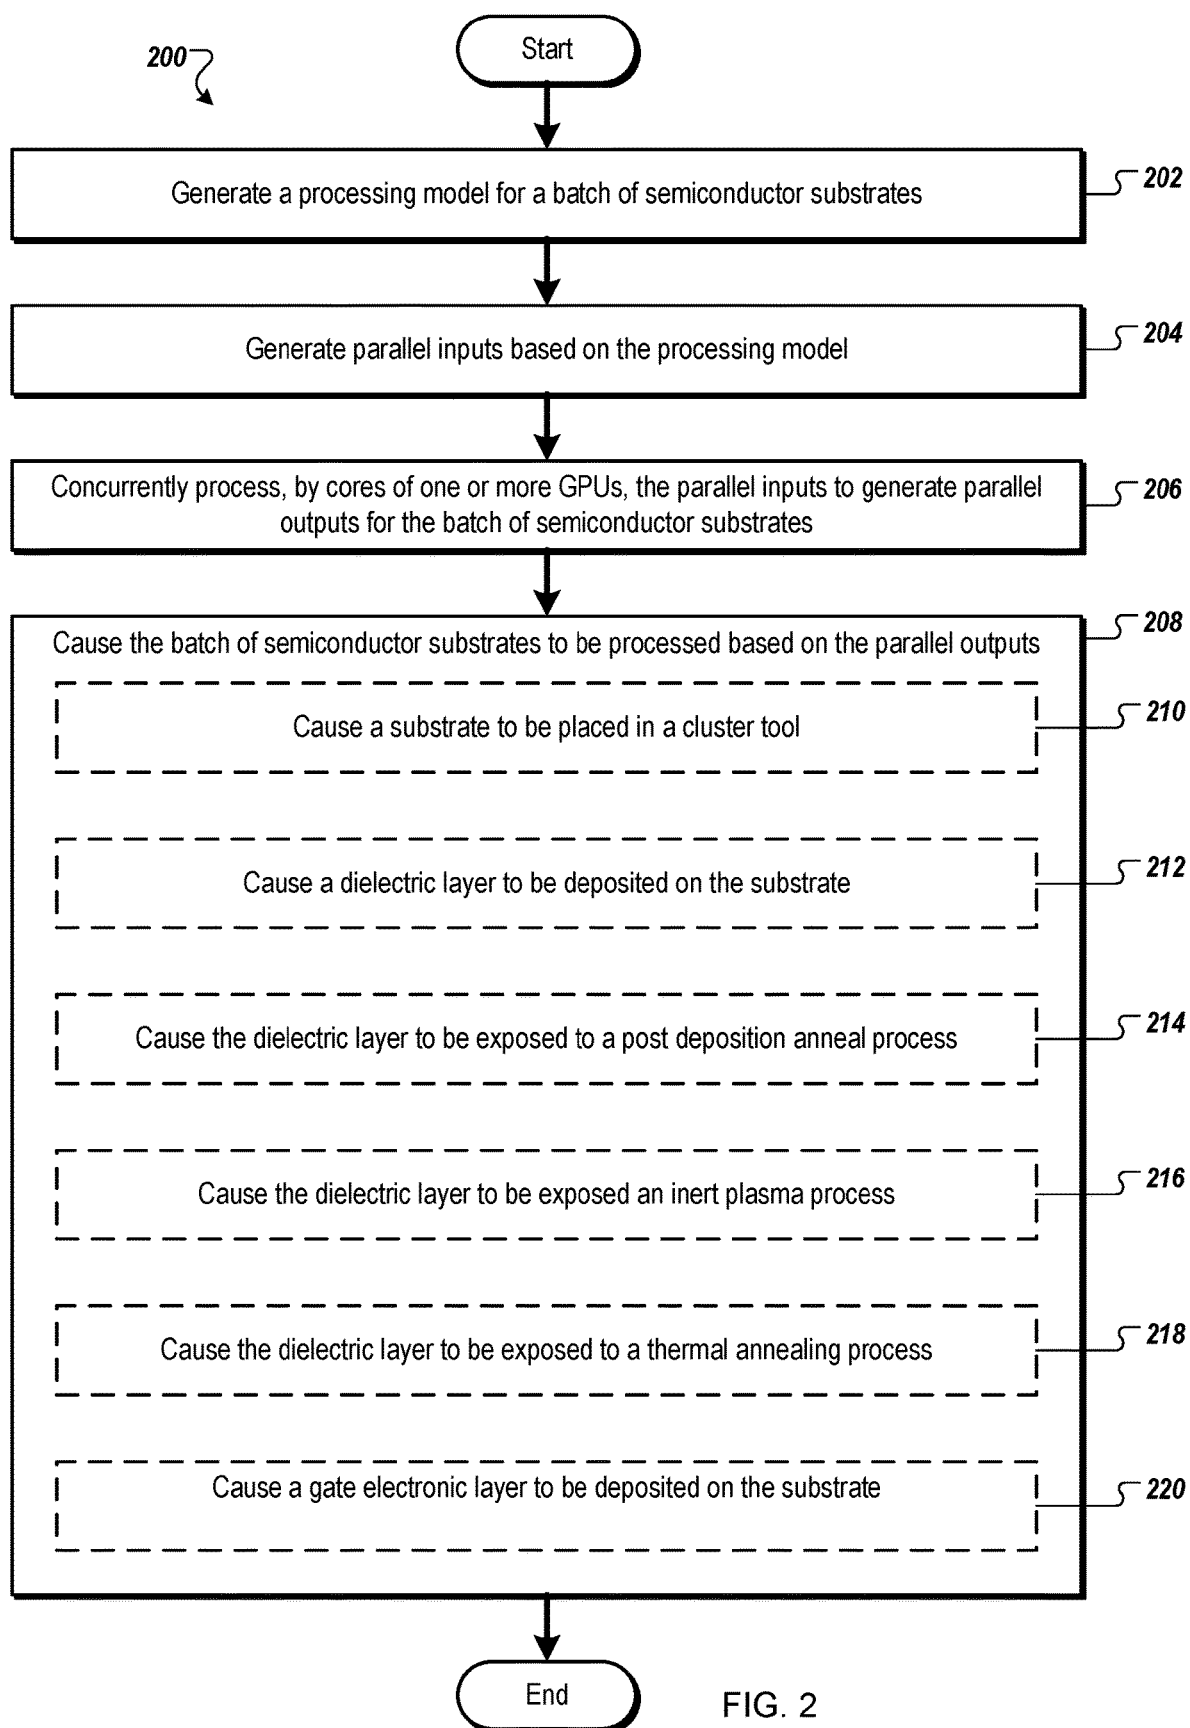 Start
200
Generate a processing model for a batch of semiconductor substrates
202
Generate parallel inputs based on the processing model
204
Concurrently process, by cores of one or more GPUs, the parallel inputs to generate parallel
outputs for the batch of semiconductor substrates
206
Cause the batch of semiconductor substrates to be processed based on the parallel outputs
208
Cause a substrate to be placed in a cluster tool
210
Cause a dielectric layer to be deposited on the substrate
212
Cause the dielectric layer to be exposed to a post deposition anneal process
214
Cause the dielectric layer to be exposed an inert plasma process
216
Cause the dielectric layer to be exposed to a thermal annealing process
218
Cause a gate electronic layer to be deposited on the substrate
220
End
FIG. 2